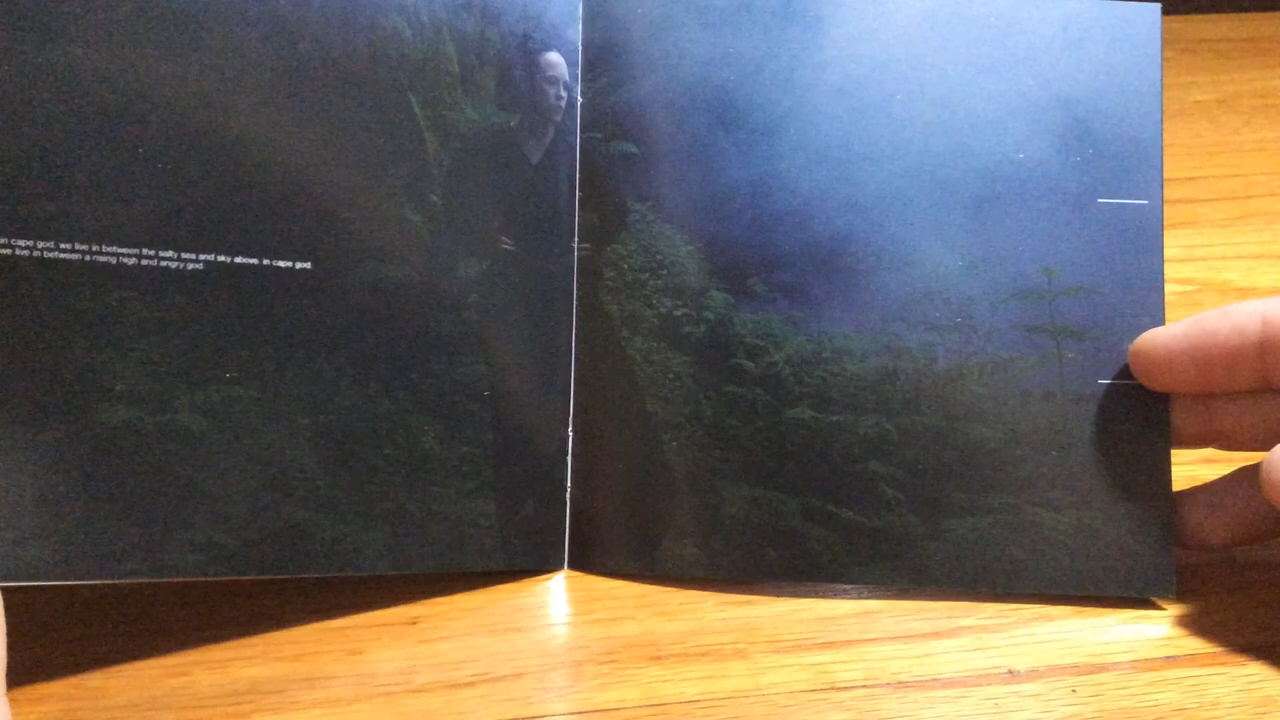 in cape god. we live in between the salty sea and sky above. in cape god.
we live in between a rising high and angry god.